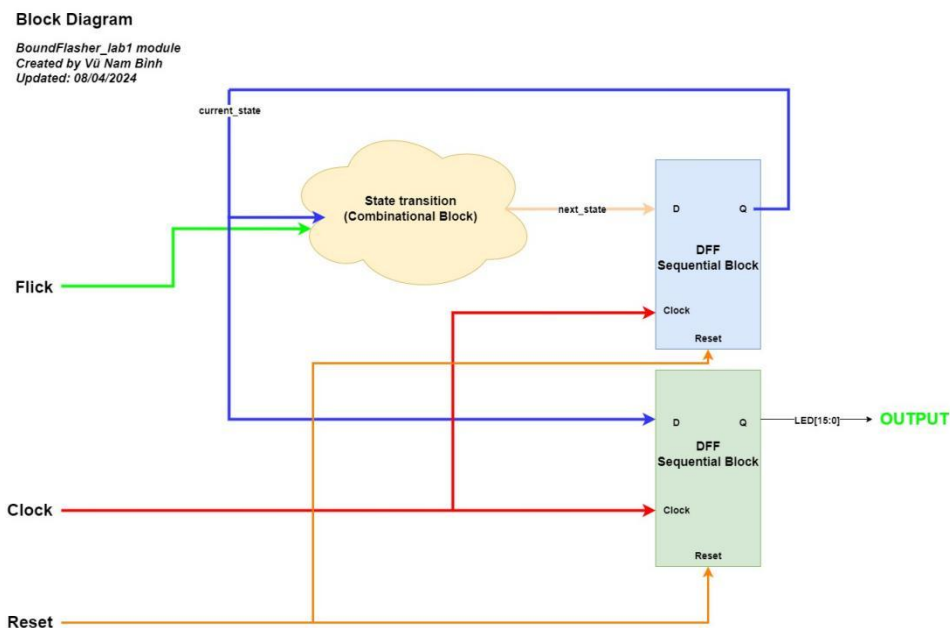 Block Diagram
BoundFlasher_lab1 module
Created by Vũ Nam Bình
Updated: 08/04/2024
current_state
State transition
(Combinational Block)
next_state
D
Q
DFF
Sequential Block
Clock
Reset
Flick
D
Q
DFF
Sequential Block
LED[15:0]
OUTPUT
Clock
Clock
Reset
Reset